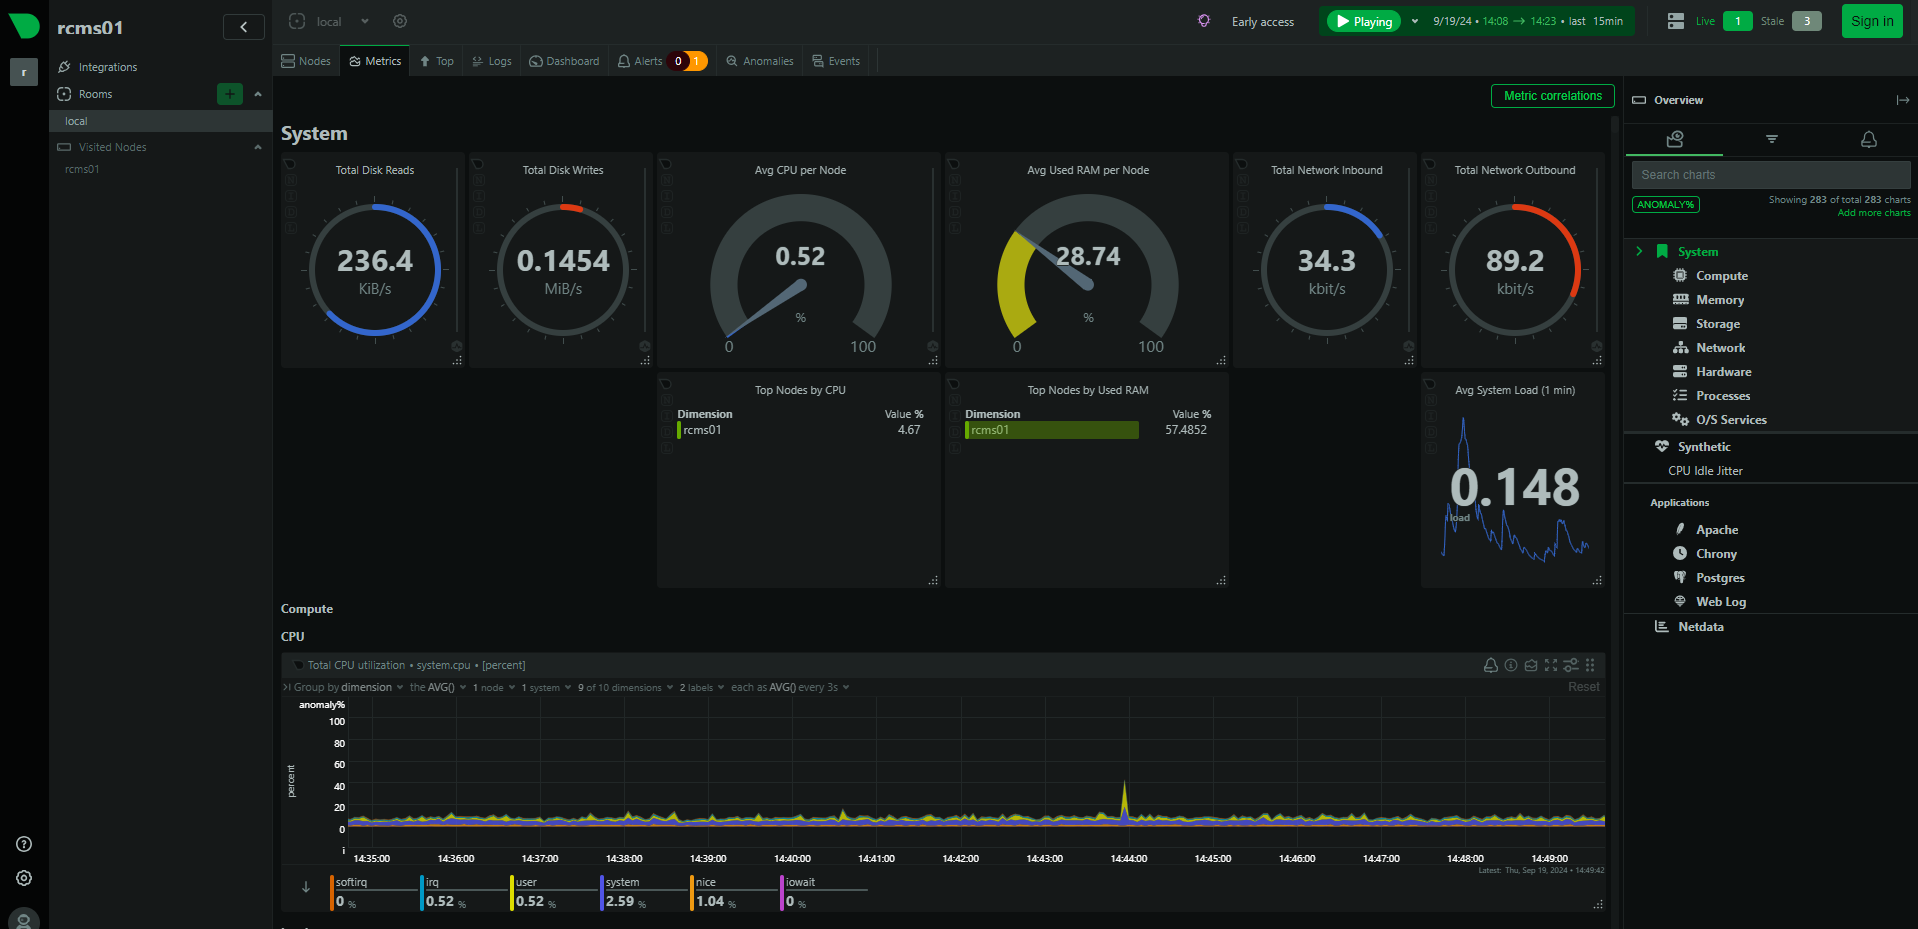 rcms01
local
Early access
Playing
9/19/24 • 14:08 → 14:23 • last 15min
Live 1 Stale 3
Sign in
r
Integrations
Rooms
local
Visited Nodes
rcms01
Nodes
Metrics
Top
Logs
Dashboard
Alerts 0 1
Anomalies
Events
Metric correlations
System
Total Disk Reads
236.4
KiB/s
Total Disk Writes
0.1454
MiB/s
Avg CPU per Node
0.52
%
0 100
Avg Used RAM per Node
28.74
%
0 100
Total Network Inbound
34.3
kbit/s
Total Network Outbound
89.2
kbit/s
Top Nodes by CPU
Dimension Value %
rcms01 4.67
Top Nodes by Used RAM
Dimension Value %
rcms01 57.4852
Avg System Load (1 min)
0.148
load
Compute
CPU
Total CPU utilization • system.cpu • [percent]
Group by dimension the AVG() 1 node 1 system 9 of 10 dimensions 2 labels each as AVG() every 3s
Reset
anomaly%
100
80
60
40
20
0
percent
14:35:00 14:36:00 14:37:00 14:38:00 14:39:00 14:40:00 14:41:00 14:42:00 14:43:00 14:44:00 14:45:00 14:46:00 14:47:00 14:48:00 14:49:00
Latest: Thu, Sep 19, 2024 • 14:49:42
softirq irq user system nice iowait
0 % 0.52 % 0.52 % 2.59 % 1.04 % 0 %
Overview
Search charts
ANOMALY%
Showing 283 of total 283 charts
Add more charts
System
Compute
Memory
Storage
Network
Hardware
Processes
O/S Services
Synthetic
CPU Idle Jitter
Applications
Apache
Chrony
Postgres
Web Log
Netdata